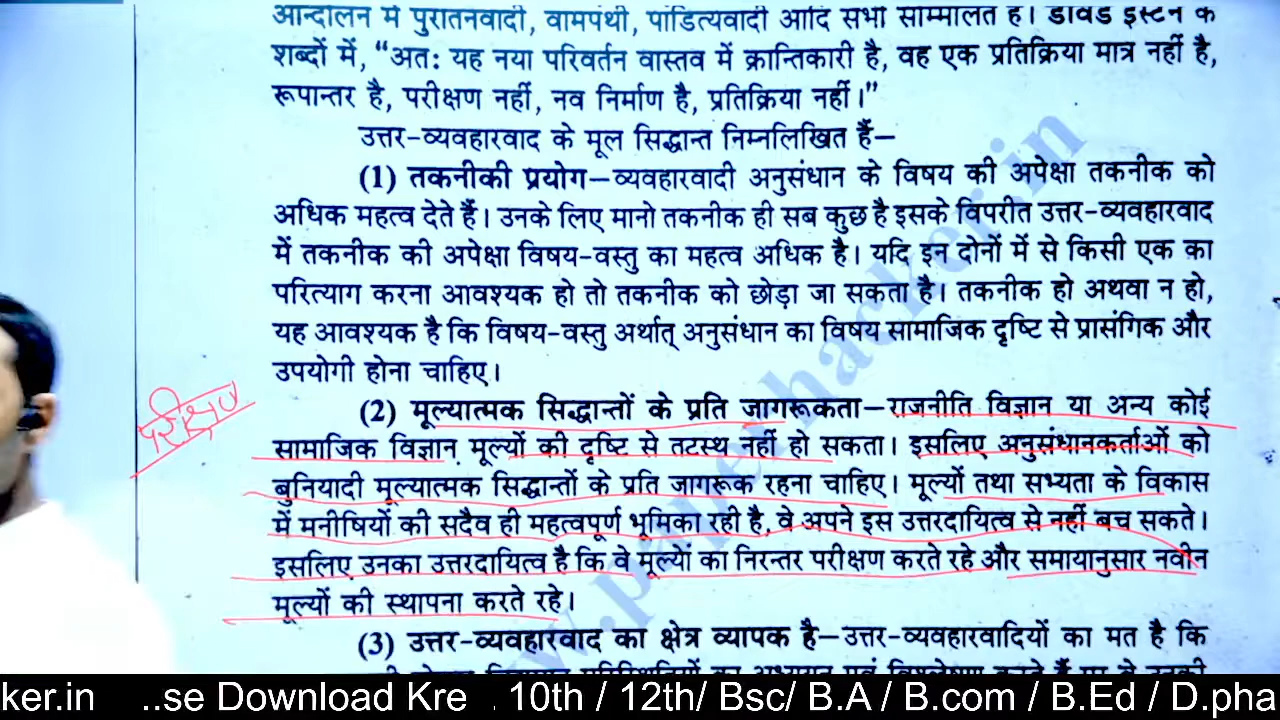 आन्दोलन में पुरातनवादी, वामपंथी, पांडित्यवादी आदि सभी सम्मिलित हैं। डेविड ईस्टन के
शब्दों में, “अतः यह नया परिवर्तन वास्तव में क्रान्तिकारी है, वह एक प्रतिक्रिया मात्र नहीं है,
रूपान्तर है, परीक्षण नहीं, नव निर्माण है, प्रतिक्रिया नहीं।”
उत्तर-व्यवहारवाद के मूल सिद्धान्त निम्नलिखित हैं—
(1) तकनीकी प्रयोग—व्यवहारवादी अनुसंधान के विषय की अपेक्षा तकनीक को
अधिक महत्व देते हैं। उनके लिए मानो तकनीक ही सब कुछ है इसके विपरीत उत्तर-व्यवहारवाद
में तकनीक की अपेक्षा विषय-वस्तु का महत्व अधिक है। यदि इन दोनों में से किसी एक का
परित्याग करना आवश्यक हो तो तकनीक को छोड़ा जा सकता है। तकनीक हो अथवा न हो,
यह आवश्यक है कि विषय-वस्तु अर्थात् अनुसंधान का विषय सामाजिक दृष्टि से प्रासंगिक और
उपयोगी होना चाहिए।
परीक्षण
(2) मूल्यात्मक सिद्धान्तों के प्रति जागरूकता—राजनीति विज्ञान या अन्य कोई
सामाजिक विज्ञान मूल्यों की दृष्टि से तटस्थ नहीं हो सकता। इसलिए अनुसंधानकर्ताओं को
बुनियादी मूल्यात्मक सिद्धान्तों के प्रति जागरूक रहना चाहिए। मूल्यों तथा सभ्यता के विकास
में मनीषियों की सदैव ही महत्वपूर्ण भूमिका रही है, वे अपने इस उत्तरदायित्व से नहीं बच सकते।
इसलिए उनका उत्तरदायित्व है कि वे मूल्यों का निरन्तर परीक्षण करते रहे और समायानुसार नवीन
मूल्यों की स्थापना करते रहे।
(3) उत्तर-व्यवहारवाद का क्षेत्र व्यापक है—उत्तर-व्यवहारवादियों का मत है कि
www.paperhacker.in
ker.in ..se Download Kre . 10th / 12th/ Bsc/ B.A / B.com / B.Ed / D.pha